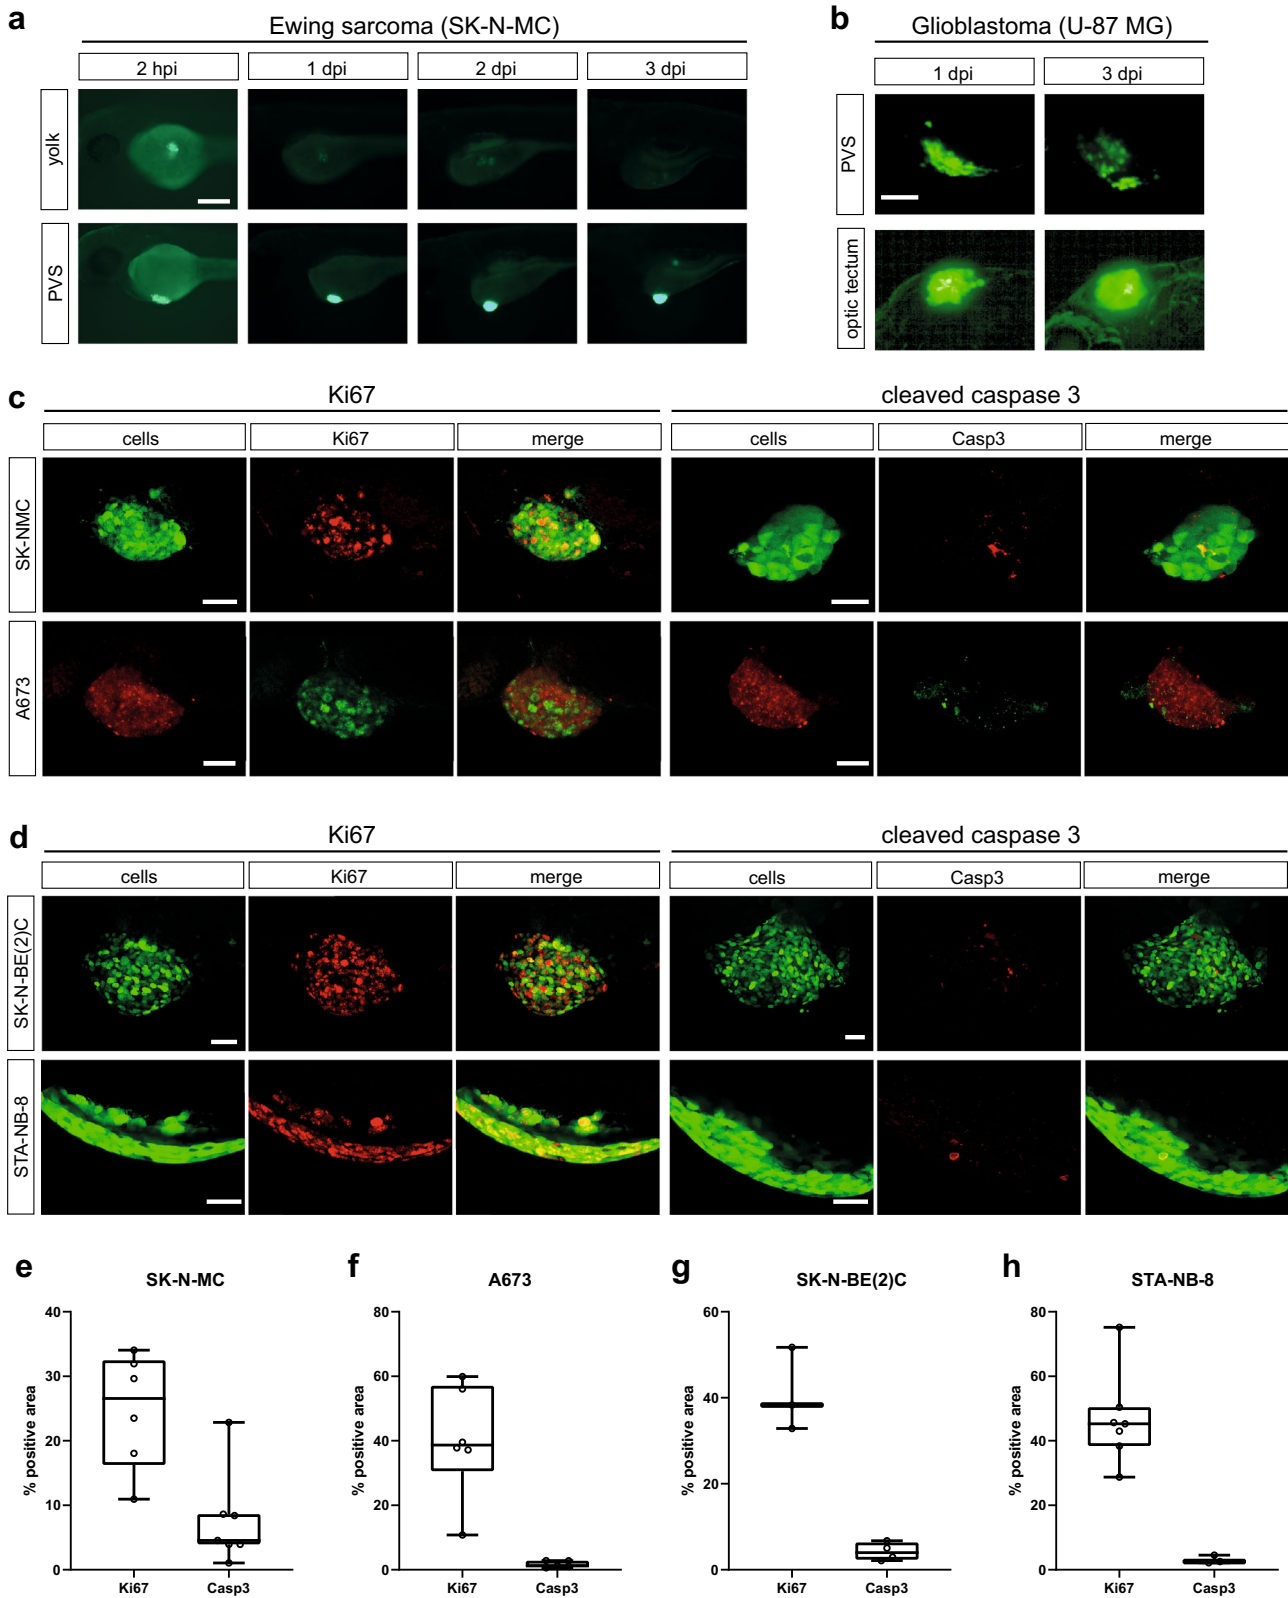 a
Ewing sarcoma (SK-N-MC)
2 hpi
1 dpi
2 dpi
3 dpi
yolk
PVS
b
Glioblastoma (U-87 MG)
1 dpi
3 dpi
PVS
optic tectum
c
Ki67
cleaved caspase 3
cells
Ki67
merge
cells
Casp3
merge
SK-NMC
A673
d
Ki67
cleaved caspase 3
cells
Ki67
merge
cells
Casp3
merge
SK-N-BE(2)C
STA-NB-8
e
SK-N-MC
% positive area
40
30
20
10
0
Ki67
Casp3
f
A673
% positive area
80
60
40
20
0
Ki67
Casp3
g
SK-N-BE(2)C
% positive area
60
40
20
0
Ki67
Casp3
h
STA-NB-8
% positive area
80
60
40
20
0
Ki67
Casp3